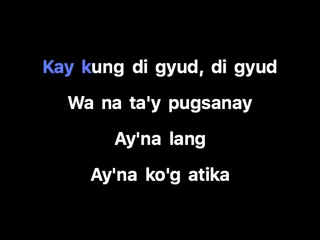 Kay kung di gyud, di gyud
Wa na ta'y pugsanay
Ay'na lang
Ay'na ko'g atika